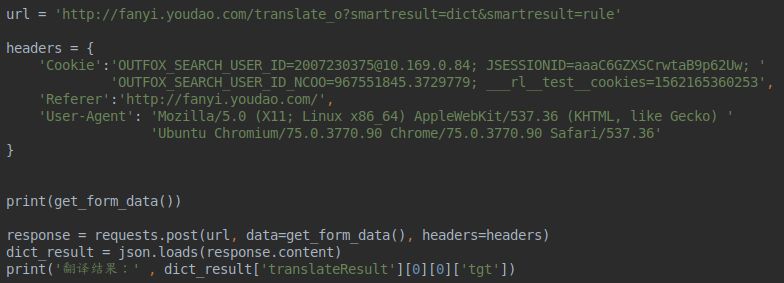 url = 'http://fanyi.youdao.com/translate_o?smartresult=dict&smartresult=rule'
headers = {
'Cookie':'OUTFOX_SEARCH_USER_ID=2007230375@10.169.0.84; JSESSIONID=aaaC6GZXSCrwtaB9p62Uw; '
'OUTFOX_SEARCH_USER_ID_NCOO=967551845.3729779; ___rl__test__cookies=1562165360253',
'Referer':'http://fanyi.youdao.com/',
'User-Agent': 'Mozilla/5.0 (X11; Linux x86_64) AppleWebKit/537.36 (KHTML, like Gecko) '
'Ubuntu Chromium/75.0.3770.90 Chrome/75.0.3770.90 Safari/537.36'
}
print(get_form_data())
response = requests.post(url, data=get_form_data(), headers=headers)
dict_result = json.loads(response.content)
print('翻译结果：' , dict_result['translateResult'][0][0]['tgt'])